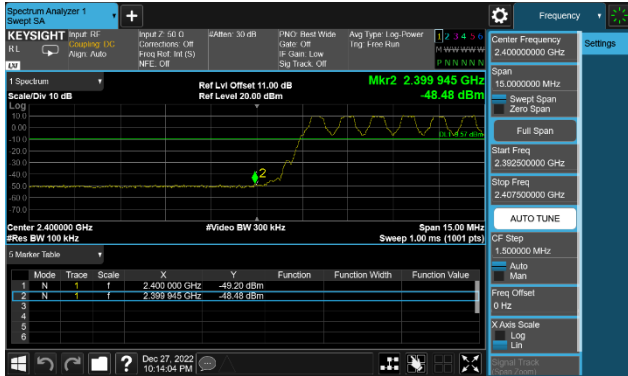 Spectrum Analyzer 1
Swept SA
Frequency
KEYSIGHT
RL
Input: RF
Coupling: DC
Align: Auto
Input Z: 50 Ω
Corrections: Off
Freq Ref: Int (S)
NFE: Off
#Atten: 30 dB
PNO: Best Wide
Gate: Off
IF Gain: Low
Sig Track: Off
Avg Type: Log-Power
Trig: Free Run
1 2 3 4 5 6
M W W W W W
P N N N N N
LXI
1 Spectrum
Scale/Div 10 dB
Ref Lvl Offset 11.00 dB
Ref Level 20.00 dBm
Mkr2 2.399 945 GHz
-48.48 dBm
Log
10.0
0.00
-10.0
-20.0
-30.0
-40.0
-50.0
-60.0
-70.0
2
Center 2.400000 GHz
#Res BW 100 kHz
#Video BW 300 kHz
Span 15.00 MHz
Sweep 1.00 ms (1001 pts)
5 Marker Table
Mode Trace Scale X Y Function Function Width Function Value
1 N 1 f 2.400 000 GHz -49.20 dBm
2 N 1 f 2.399 945 GHz -48.48 dBm
3
4
5
6
?
Dec 27, 2022
10:14:04 PM
Center Frequency
2.400000000 GHz
Settings
Span
15.0000000 MHz
Swept Span
Zero Span
Full Span
Start Freq
2.392500000 GHz
Stop Freq
2.407500000 GHz
AUTO TUNE
CF Step
1.500000 MHz
Auto
Man
Freq Offset
0 Hz
X Axis Scale
Log
Lin
Signal Track
(Span Zoom)